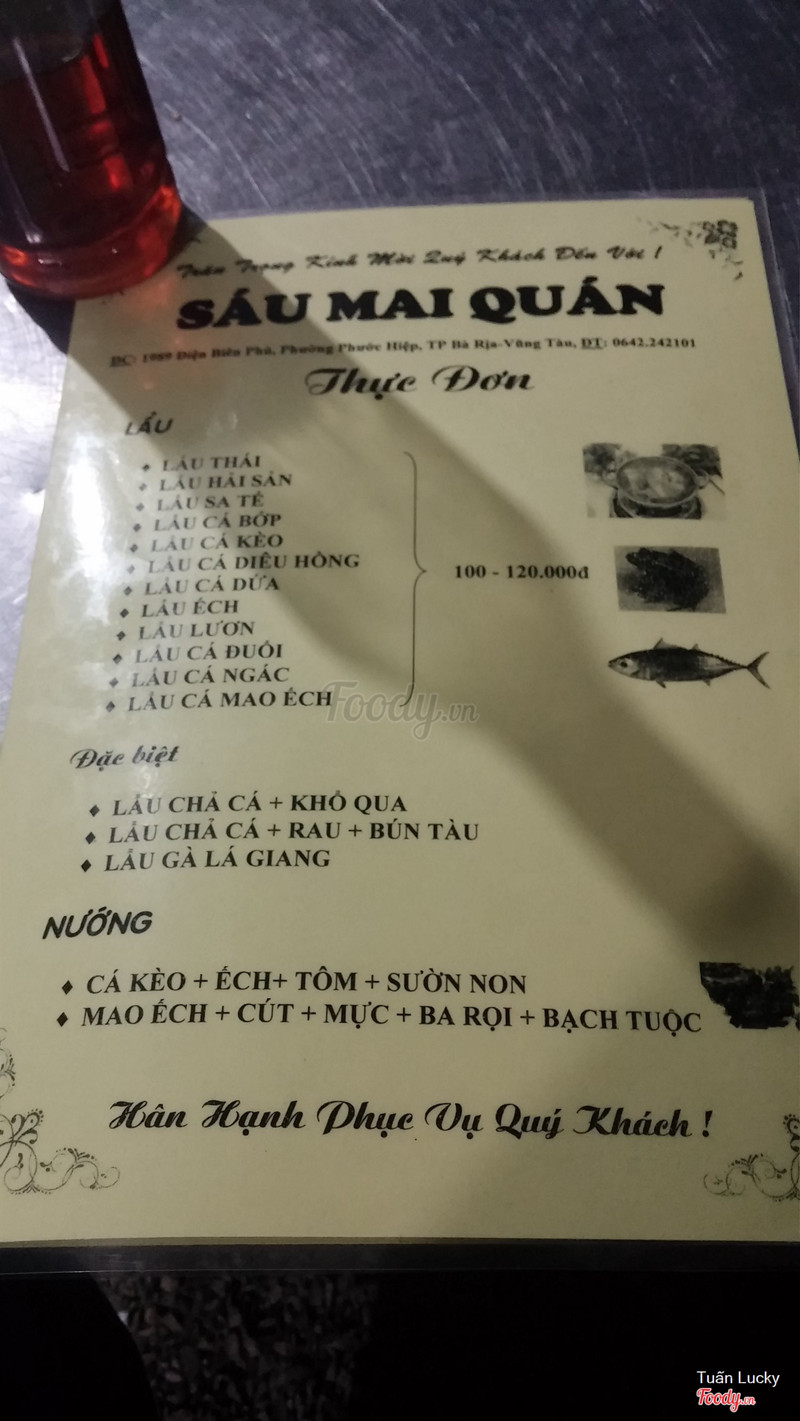 Trân Trọng Kính Mời Quý Khách Đến Với !
SÁU MAI QUÁN
ĐC: Điện Biên Phủ, Phường Phước Hiệp, TP Bà Rịa-Vũng Tàu, ĐT: 0642.242101
Thực Đơn
LẨU
LẨU THÁI
LẨU HẢI SẢN
LẨU SA TẾ
LẨU CÁ BỚP
LẨU CÁ KÈO
LẨU CÁ DIÊU HỒNG
LẨU CÁ DỨA
LẨU ẾCH
LẨU LƯƠN
LẨU CÁ ĐUỐI
LẨU CÁ NGÁC
LẨU CÁ MAO ẾCH
100 - 120.000đ
Foody.vn
Đặc biệt
LẨU CHẢ CÁ + KHỔ QUA
LẨU CHẢ CÁ + RAU + BÚN TÀU
LẨU GÀ LÁ GIANG
NƯỚNG
CÁ KÈO + ẾCH+ TÔM + SƯỜN NON
MAO ẾCH + CÚT + MỰC + BA RỌI + BẠCH TUỘC
Hân Hạnh Phục Vụ Quý Khách !
Tuấn Lucky
Foody.vn